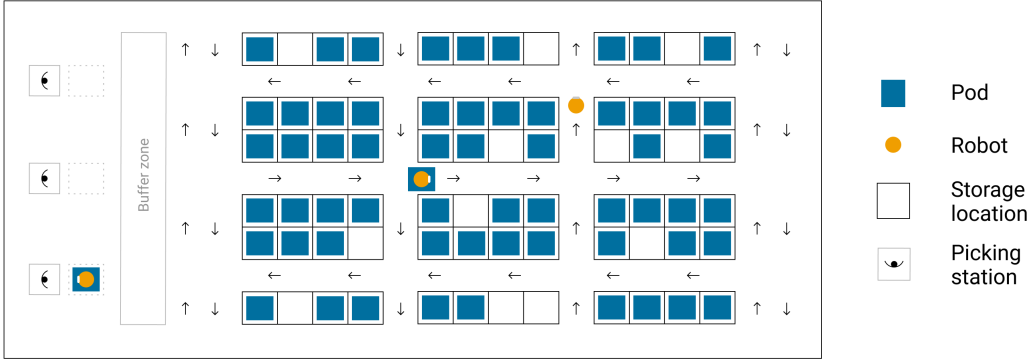 Buffer zone
Pod
Robot
Storage
location
Picking
station